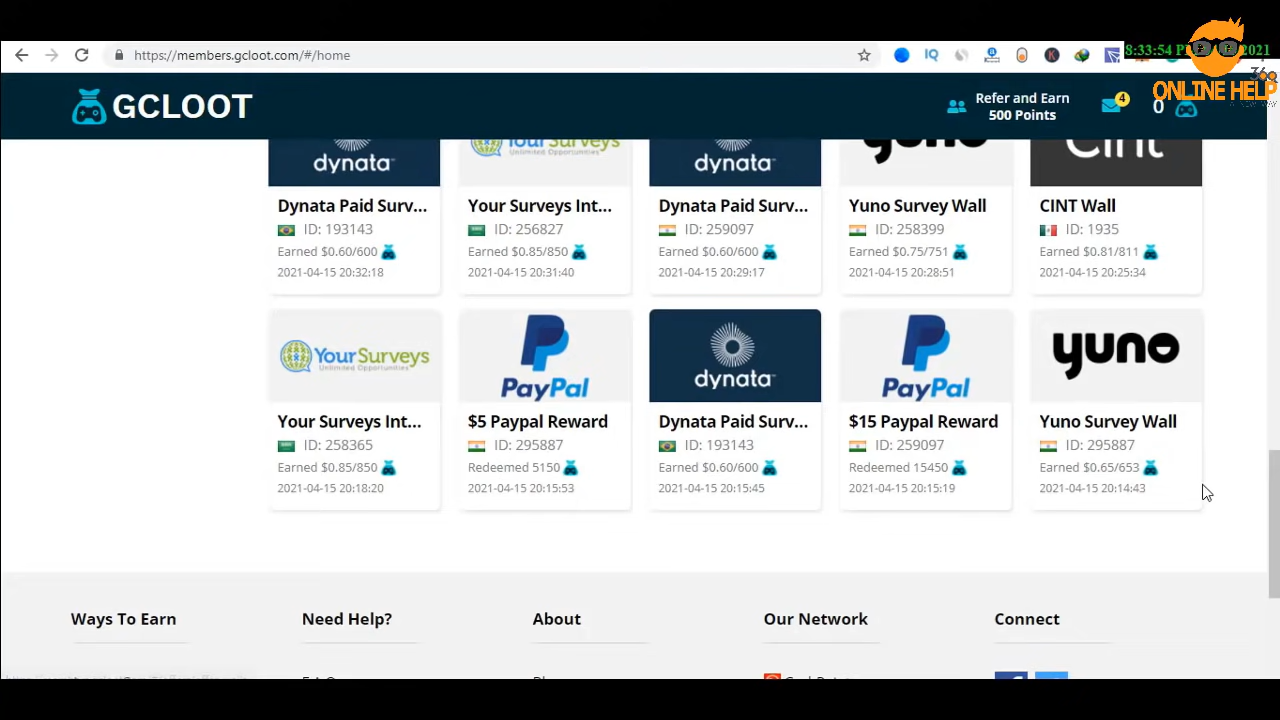 https://members.gcloot.com/#/home
8:33:54 P
2021
36
ONLINE HELP
GCLOOT
Refer and Earn
500 Points
4
0
dynata
YourSurveys
Unlimited Opportunities
dynata
yuno
Cint
Dynata Paid Surv...
Your Surveys Int...
Dynata Paid Surv...
Yuno Survey Wall
CINT Wall
ID: 193143
ID: 256827
ID: 259097
ID: 258399
ID: 1935
Earned $0.60/600
Earned $0.85/850
Earned $0.60/600
Earned $0.75/751
Earned $0.81/811
2021-04-15 20:32:18
2021-04-15 20:31:40
2021-04-15 20:29:17
2021-04-15 20:28:51
2021-04-15 20:25:34
YourSurveys
Unlimited Opportunities
PayPal
dynata
PayPal
yuno
Your Surveys Int...
$5 Paypal Reward
Dynata Paid Surv...
$15 Paypal Reward
Yuno Survey Wall
ID: 258365
ID: 295887
ID: 193143
ID: 259097
ID: 295887
Earned $0.85/850
Redeemed 5150
Earned $0.60/600
Redeemed 15450
Earned $0.65/653
2021-04-15 20:18:20
2021-04-15 20:15:53
2021-04-15 20:15:45
2021-04-15 20:15:19
2021-04-15 20:14:43
Ways To Earn
Need Help?
About
Our Network
Connect